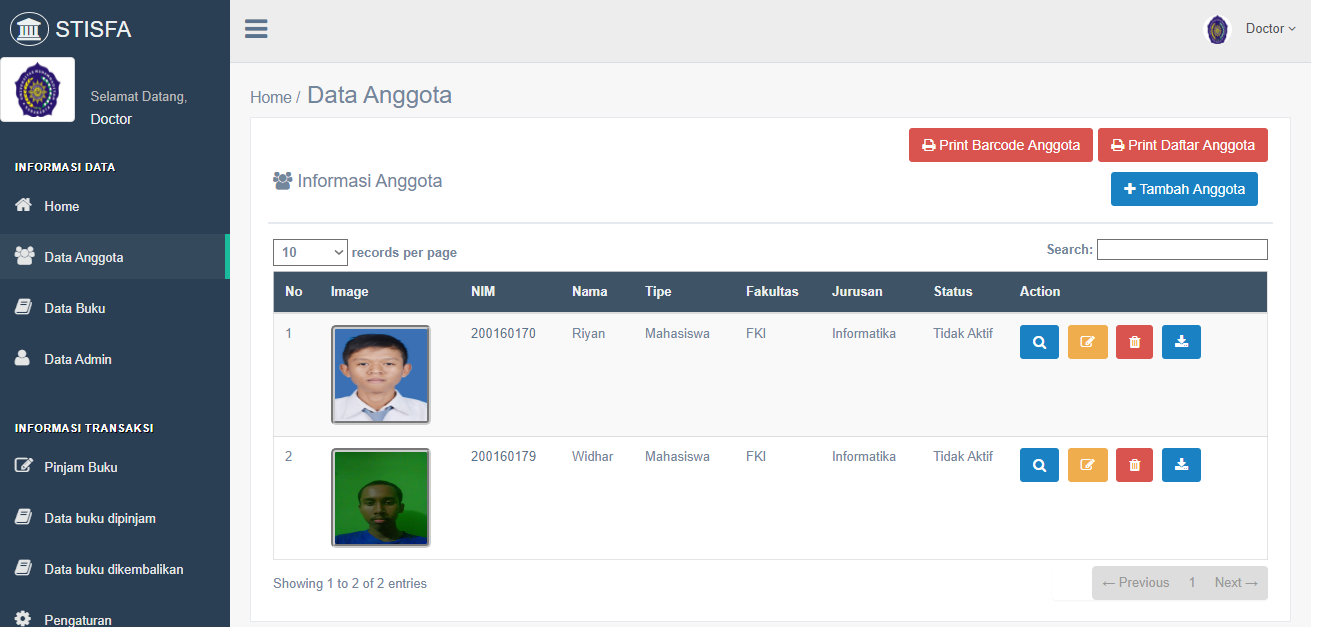 STISFA
Doctor
Selamat Datang,
Doctor
INFORMASI DATA
Home
Data Anggota
Data Buku
Data Admin
INFORMASI TRANSAKSI
Pinjam Buku
Data buku dipinjam
Data buku dikembalikan
Pengaturan
Home / Data Anggota
Print Barcode Anggota Print Daftar Anggota
Informasi Anggota
Tambah Anggota
10 records per page Search:
No Image NIM Nama Tipe Fakultas Jurusan Status Action
1 200160170 Riyan Mahasiswa FKI Informatika Tidak Aktif
2 200160179 Widhar Mahasiswa FKI Informatika Tidak Aktif
Showing 1 to 2 of 2 entries ← Previous 1 Next →